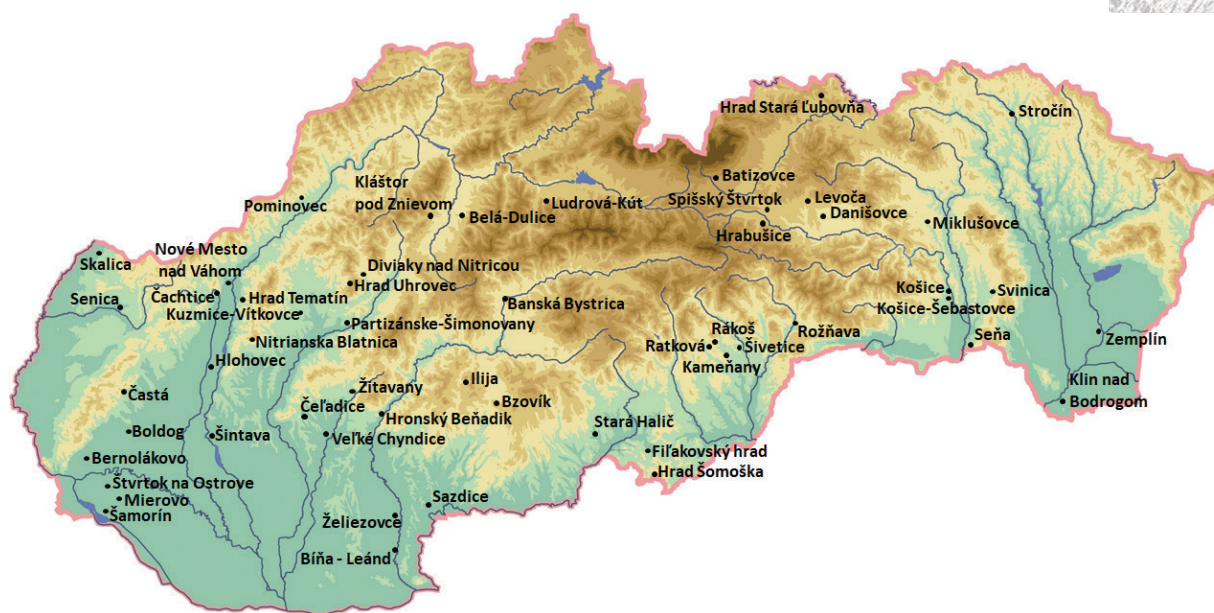 Hrad Stará Ľubovňa
Stročín
Batizovce
Kláštor
pod Znievom
Pominovec
Belá-Dulice
Ludrová-Kút
Spišský Štvrtok
Levoča
Danišovce
Hrabušice
Miklušovce
Skalica
Nové Mesto
nad Váhom
Diviaky nad Nitricou
Hrad Uhrovec
Senica
Čachtice
Hrad Tematín
Kuzmice-Vítkovce
Banská Bystrica
Košice
Košice-Šebastovce
Svinica
Partizánske-Šimonovany
Nitrianska Blatnica
Rožňava
Rákoš
Ratková
Šivetice
Kameňany
Seňa
Zemplín
Hlohovec
Ilija
Klin nad
Bodrogom
Častá
Žitavany
Bzovík
Čeľadice
Hronský Beňadik
Stará Halič
Boldog
Šintava
Veľké Chyndice
Fiľakovský hrad
Bernolákovo
Hrad Šomoška
Štvrtok na Ostrove
Mierovo
Šamorín
Sazdice
Želiezovce
Bíňa - Leánd